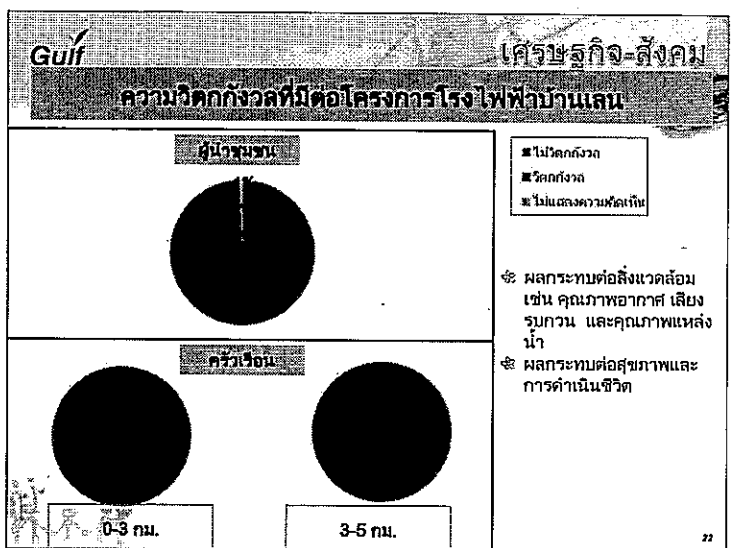 Gulf
เศรษฐกิจ-สังคม
ความวิตกกังวลที่มีต่อโครงการโรงไฟฟ้าบ้านเลน
ผู้นำชุมชน
1%
ไม่วิตกกังวล
วิตกกังวล
ไม่แสดงความคิดเห็น
ผลกระทบต่อสิ่งแวดล้อม
เช่น คุณภาพอากาศ เสียง
รบกวน และคุณภาพแหล่ง
น้ำ
ผลกระทบต่อสุขภาพและ
การดำเนินชีวิต
ครัวเรือน
0-3 กม.
3-5 กม.
22